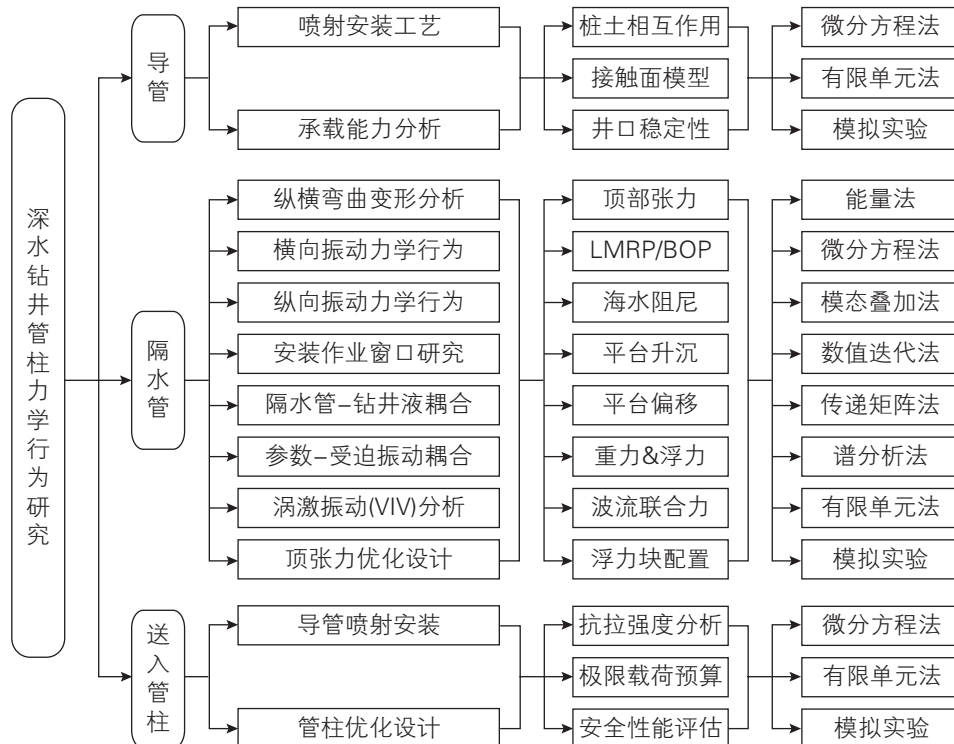 深水钻井管柱力学行为研究
导管
喷射安装工艺
承载能力分析
桩土相互作用
接触面模型
井口稳定性
微分方程法
有限单元法
模拟实验
隔水管
纵横弯曲变形分析
横向振动力学行为
纵向振动力学行为
安装作业窗口研究
隔水管–钻井液耦合
参数–受迫振动耦合
涡激振动(VIV)分析
顶张力优化设计
顶部张力
LMRP/BOP
海水阻尼
平台升沉
平台偏移
重力&浮力
波流联合力
浮力块配置
能量法
微分方程法
模态叠加法
数值迭代法
传递矩阵法
谱分析法
有限单元法
模拟实验
送入管柱
导管喷射安装
管柱优化设计
抗拉强度分析
极限载荷预算
安全性能评估
微分方程法
有限单元法
模拟实验